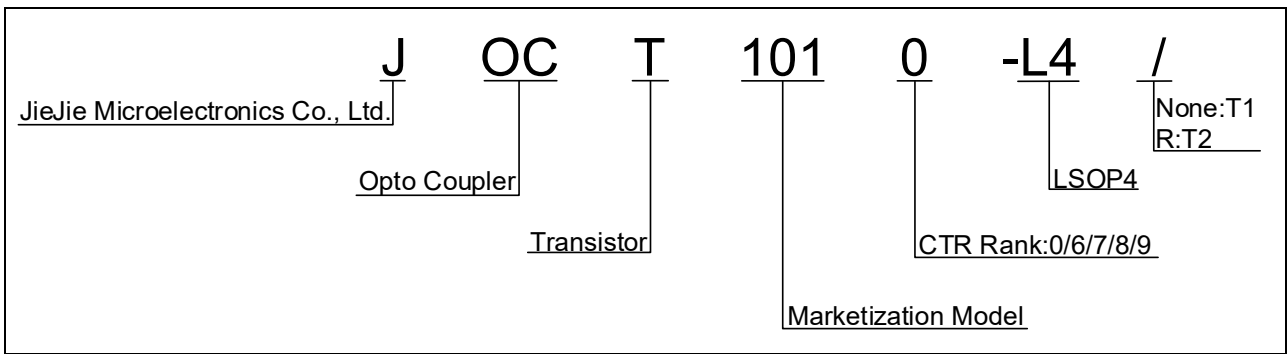 J OC T 101 0 -L4 /
JieJie Microelectronics Co., Ltd.
None:T1
R:T2
Opto Coupler
LSOP4
Transistor
CTR Rank:0/6/7/8/9
Marketization Model